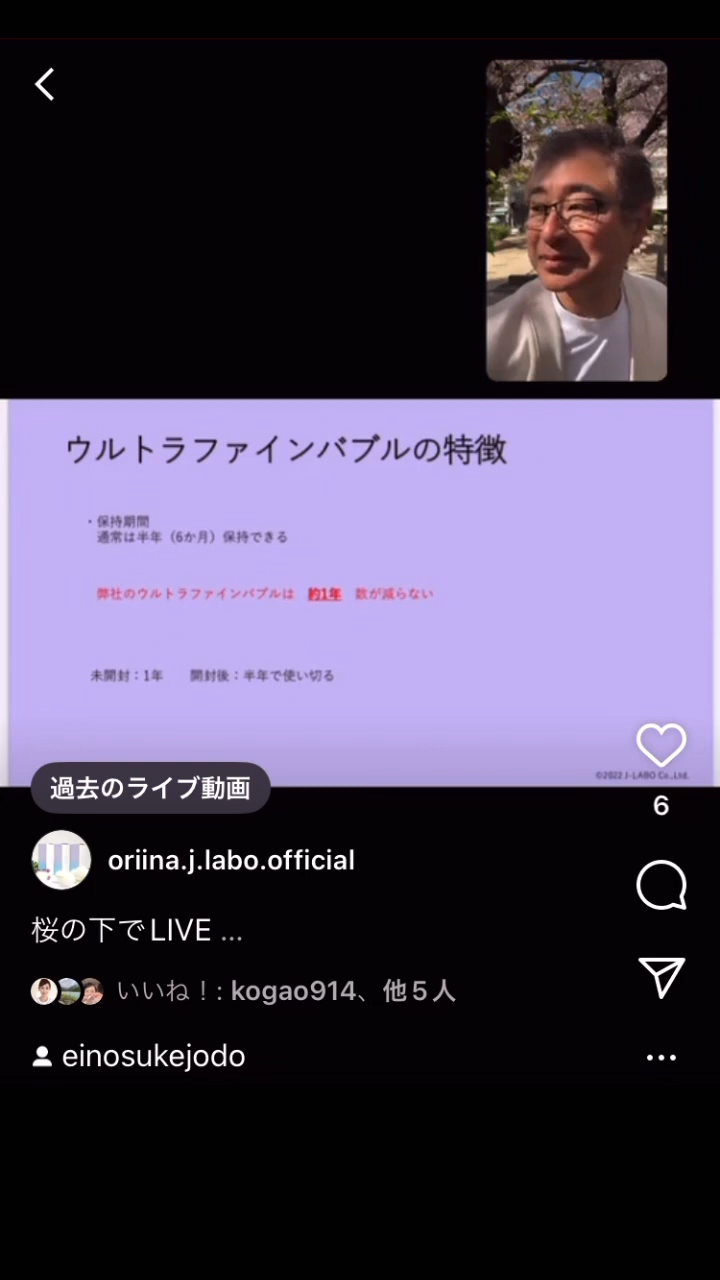 ウルトラファインバブルの特徴
・保持期間
通常は半年（6か月）保持できる
弊社のウルトラファインバブルは　約1年　数が減らない
未開封：1年　　開封後：半年で使い切る
©2022 J-LABO Co.,Ltd.
過去のライブ動画
6
oriina.j.labo.official
桜の下でLIVE ...
いいね！: kogao914、他５人
einosukejodo